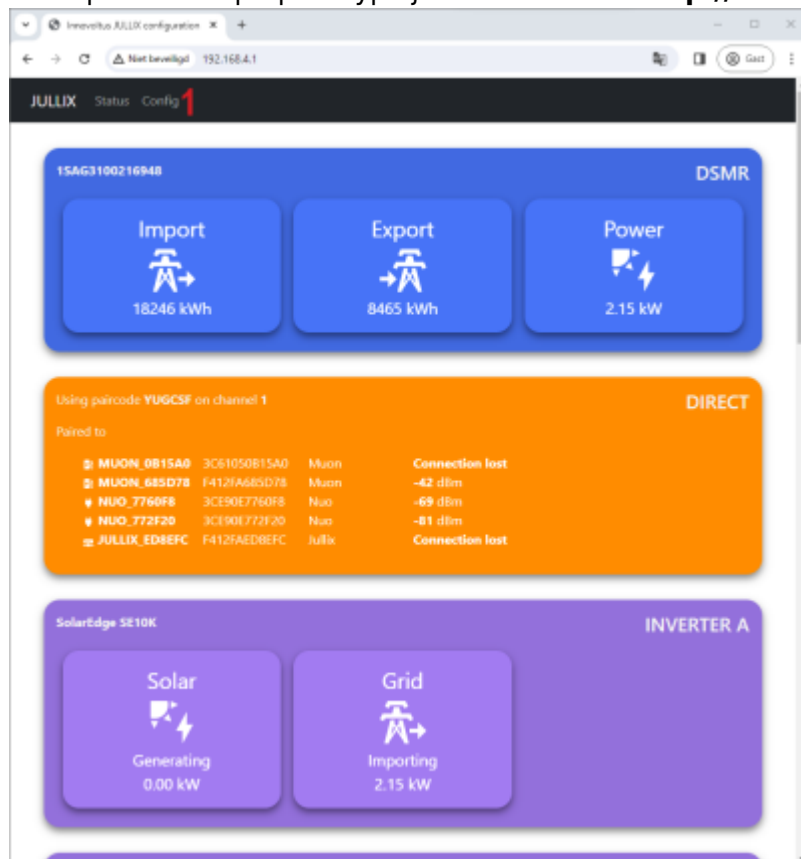 Innovoltus JULLIX configuration
Niet beveiligd 192.168.4.1
Gast
JULLIX Status Config 1
1SAG3100216948 DSMR
Import Export Power
18246 kWh 8465 kWh 2.15 kW
Using paircode YUGCSF on channel 1 DIRECT
Paired to
MUON_0B15A0 3C61050B15A0 Muon Connection lost
MUON_685D78 F412FA685D78 Muon -42 dBm
NUO_7760F8 3CE90E7760F8 Nuo -69 dBm
NUO_772F20 3CE90E772F20 Nuo -81 dBm
JULLIX_ED8EFC F412FAED8EFC Jullix Connection lost
SolarEdge SE10K INVERTER A
Solar Grid
Generating Importing
0.00 kW 2.15 kW